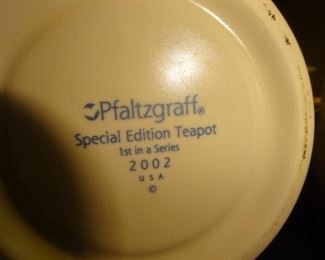 Pfaltzgraff®
Special Edition Teapot
1st in a Series
2002
USA
©